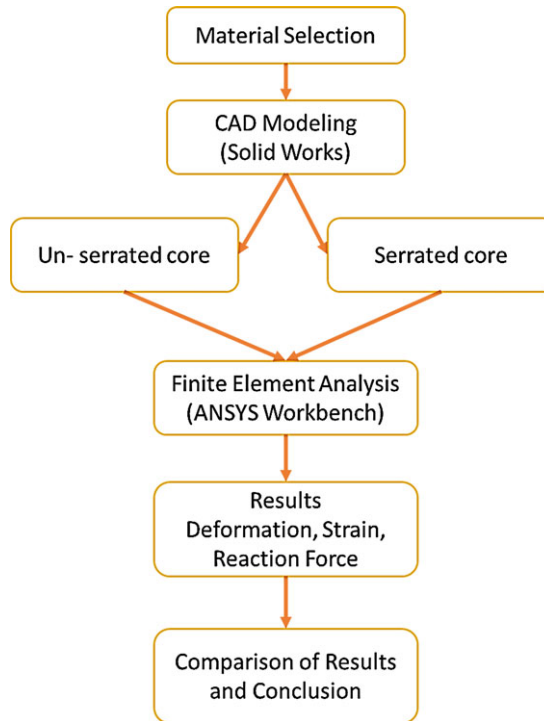 Material Selection
CAD Modeling
(Solid Works)
Un- serrated core
Serrated core
Finite Element Analysis
(ANSYS Workbench)
Results
Deformation, Strain,
Reaction Force
Comparison of Results
and Conclusion